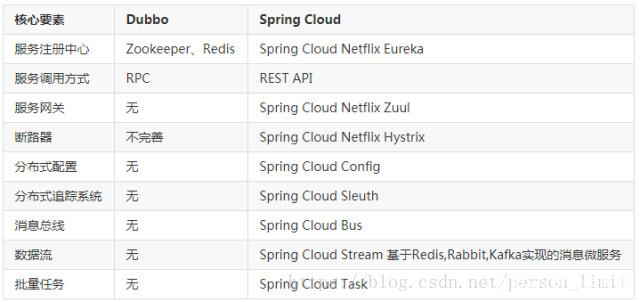 核心要素 Dubbo Spring Cloud
服务注册中心 Zookeeper、Redis Spring Cloud Netflix Eureka
服务调用方式 RPC REST API
服务网关 无 Spring Cloud Netflix Zuul
断路器 不完善 Spring Cloud Netflix Hystrix
分布式配置 无 Spring Cloud Config
分布式追踪系统 无 Spring Cloud Sleuth
消息总线 无 Spring Cloud Bus
数据流 无 Spring Cloud Stream 基于Redis,Rabbit,Kafka实现的消息微服务
批量任务 无 Spring Cloud Task
https://blog.csdn.net/person_limit